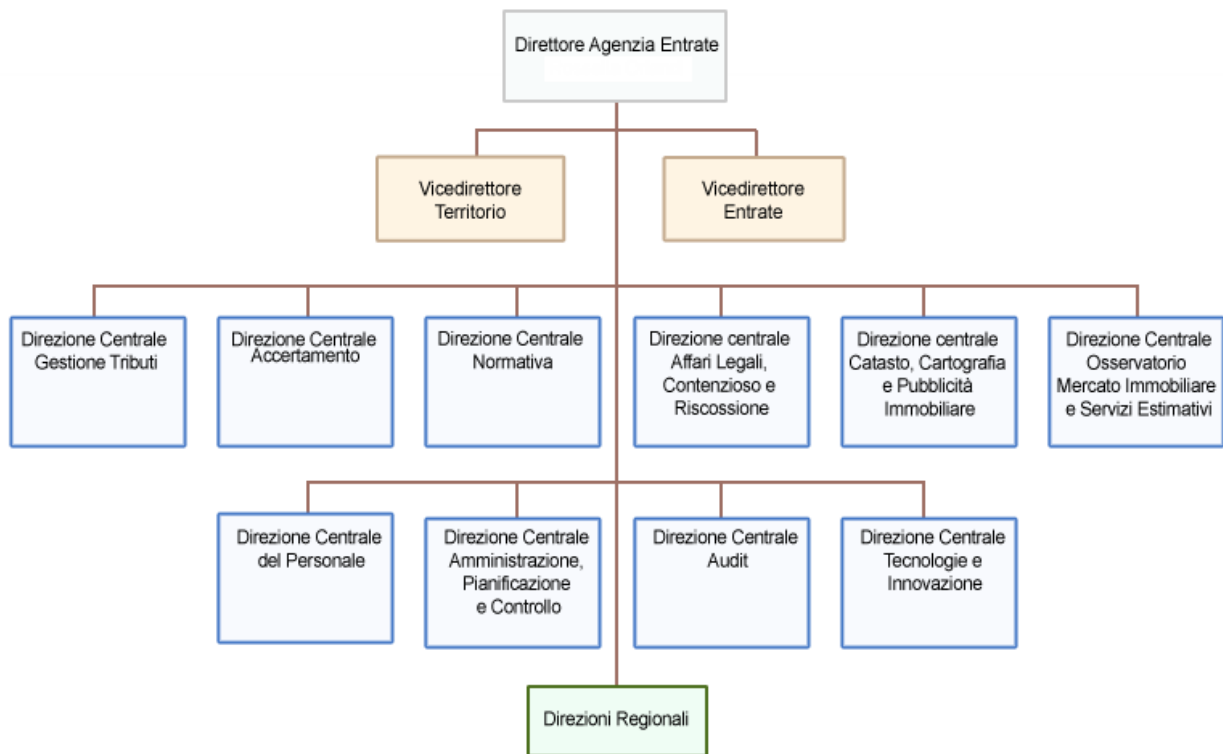 Direttore Agenzia Entrate
Vicedirettore
Territorio
Vicedirettore
Entrate
Direzione Centrale
Gestione Tributi
Direzione Centrale
Accertamento
Direzione Centrale
Normativa
Direzione centrale
Affari Legali,
Contenzioso e
Riscossione
Direzione centrale
Catasto, Cartografia
e Pubblicità
Immobiliare
Direzione Centrale
Osservatorio
Mercato Immobiliare
e Servizi Estimativi
Direzione Centrale
del Personale
Direzione Centrale
Amministrazione,
Pianificazione
e Controllo
Direzione Centrale
Audit
Direzione Centrale
Tecnologie e
Innovazione
Direzioni Regionali